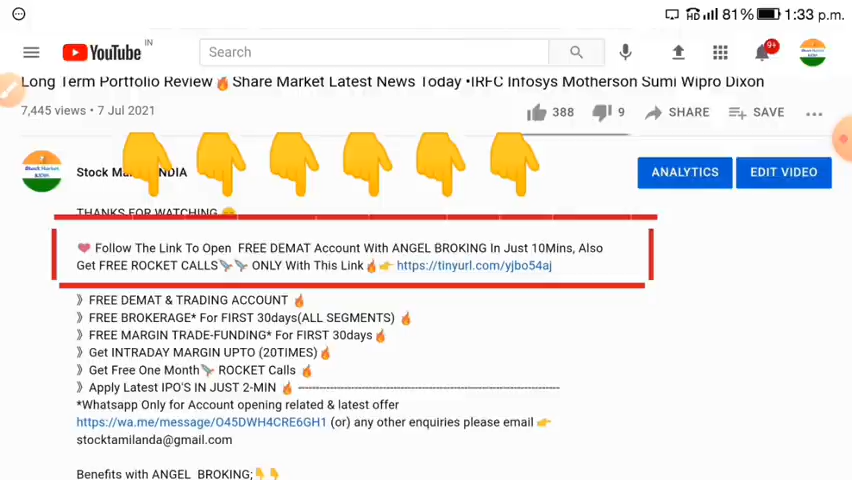 HD 81% 1:33 p.m.
YouTube IN
Search
9+
Long Term Portfolio Review🔥Share Market Latest News Today •IRFC Infosys Motherson Sumi Wipro Dixon
7,445 views • 7 Jul 2021
388 9 SHARE SAVE
ANALYTICS EDIT VIDEO
THANKS FOR WATCHING
❤ Follow The Link To Open FREE DEMAT Account With ANGEL BROKING In Just 10Mins, Also
Get FREE ROCKET CALLS🚀🚀 ONLY With This Link🔥👉 https://tinyurl.com/yjbo54aj
》FREE DEMAT & TRADING ACCOUNT 🔥
》FREE BROKERAGE* For FIRST 30days(ALL SEGMENTS) 🔥
》FREE MARGIN TRADE-FUNDING* For FIRST 30days🔥
》Get INTRADAY MARGIN UPTO (20TIMES)🔥
》Get Free One Month🚀 ROCKET Calls 🔥
》Apply Latest IPO'S IN JUST 2-MIN 🔥 ------------------------------------------------------------
*Whatsapp Only for Account opening related & latest offer
https://wa.me/message/O45DWH4CRE6GH1 (or) any other enquiries please email 👉
stocktamilanda@gmail.com
Benefits with ANGEL BROKING;👇👇